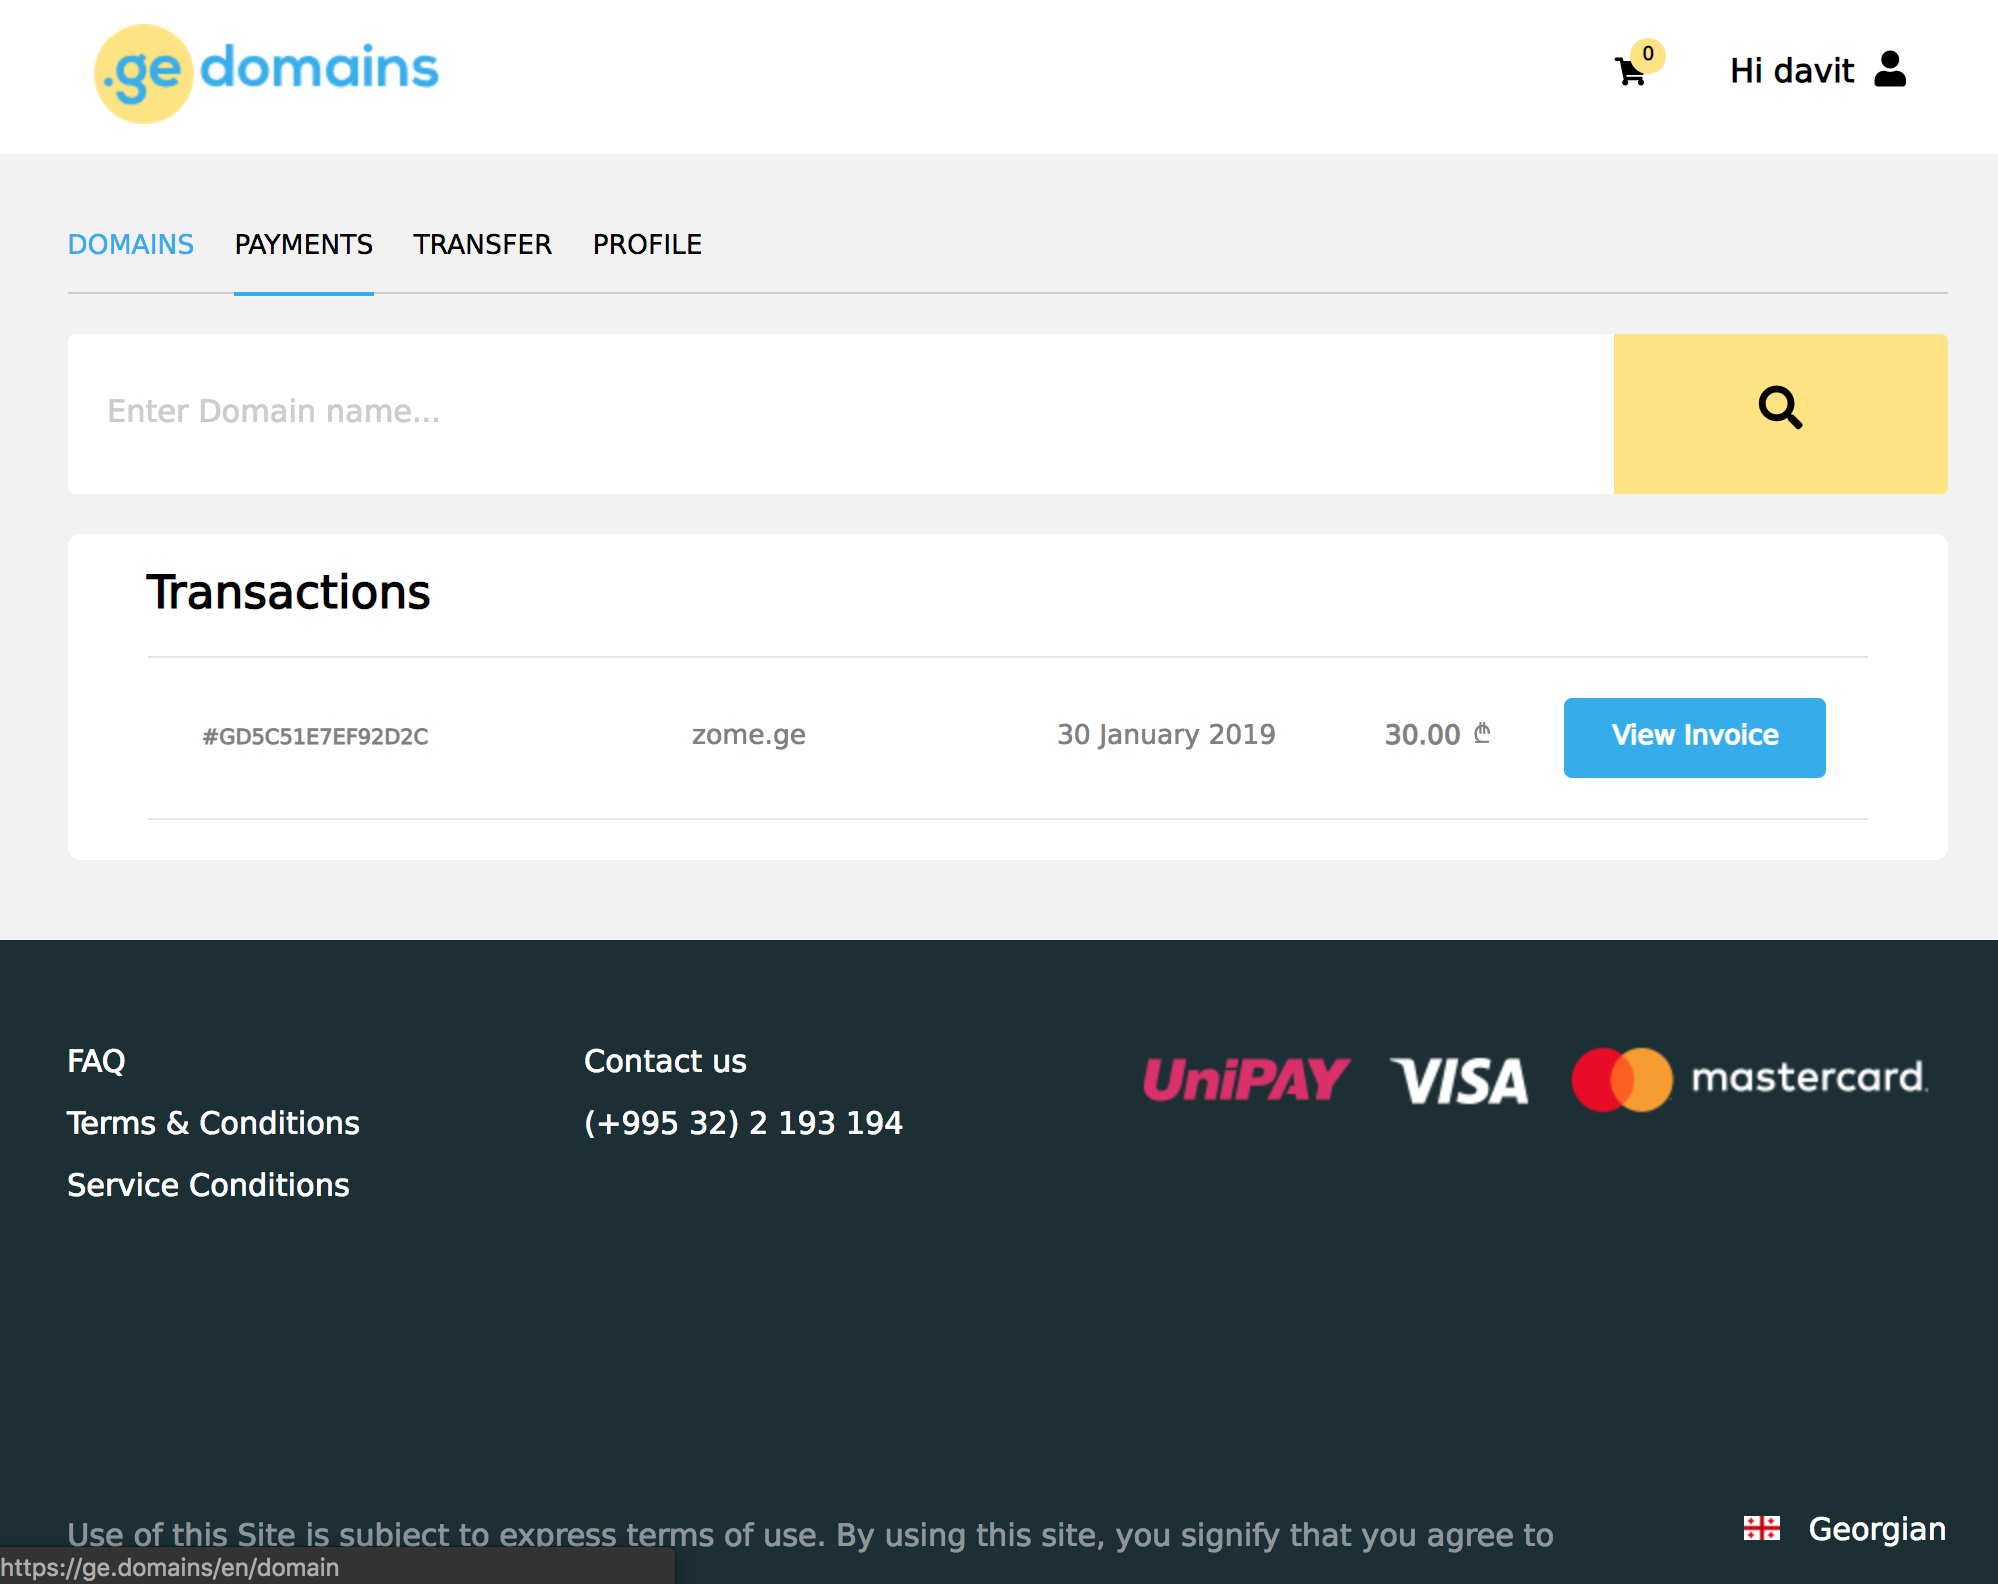 .ge domains
0
Hi davit
DOMAINS PAYMENTS TRANSFER PROFILE
Enter Domain name...
Transactions
#GD5C51E7EF92D2C zome.ge 30 January 2019 30.00 ₾ View Invoice
FAQ
Contact us
UniPAY VISA mastercard.
Terms & Conditions
(+995 32) 2 193 194
Service Conditions
Use of this Site is subject to express terms of use. By using this site, you signify that you agree to
Georgian
https://ge.domains/en/domain